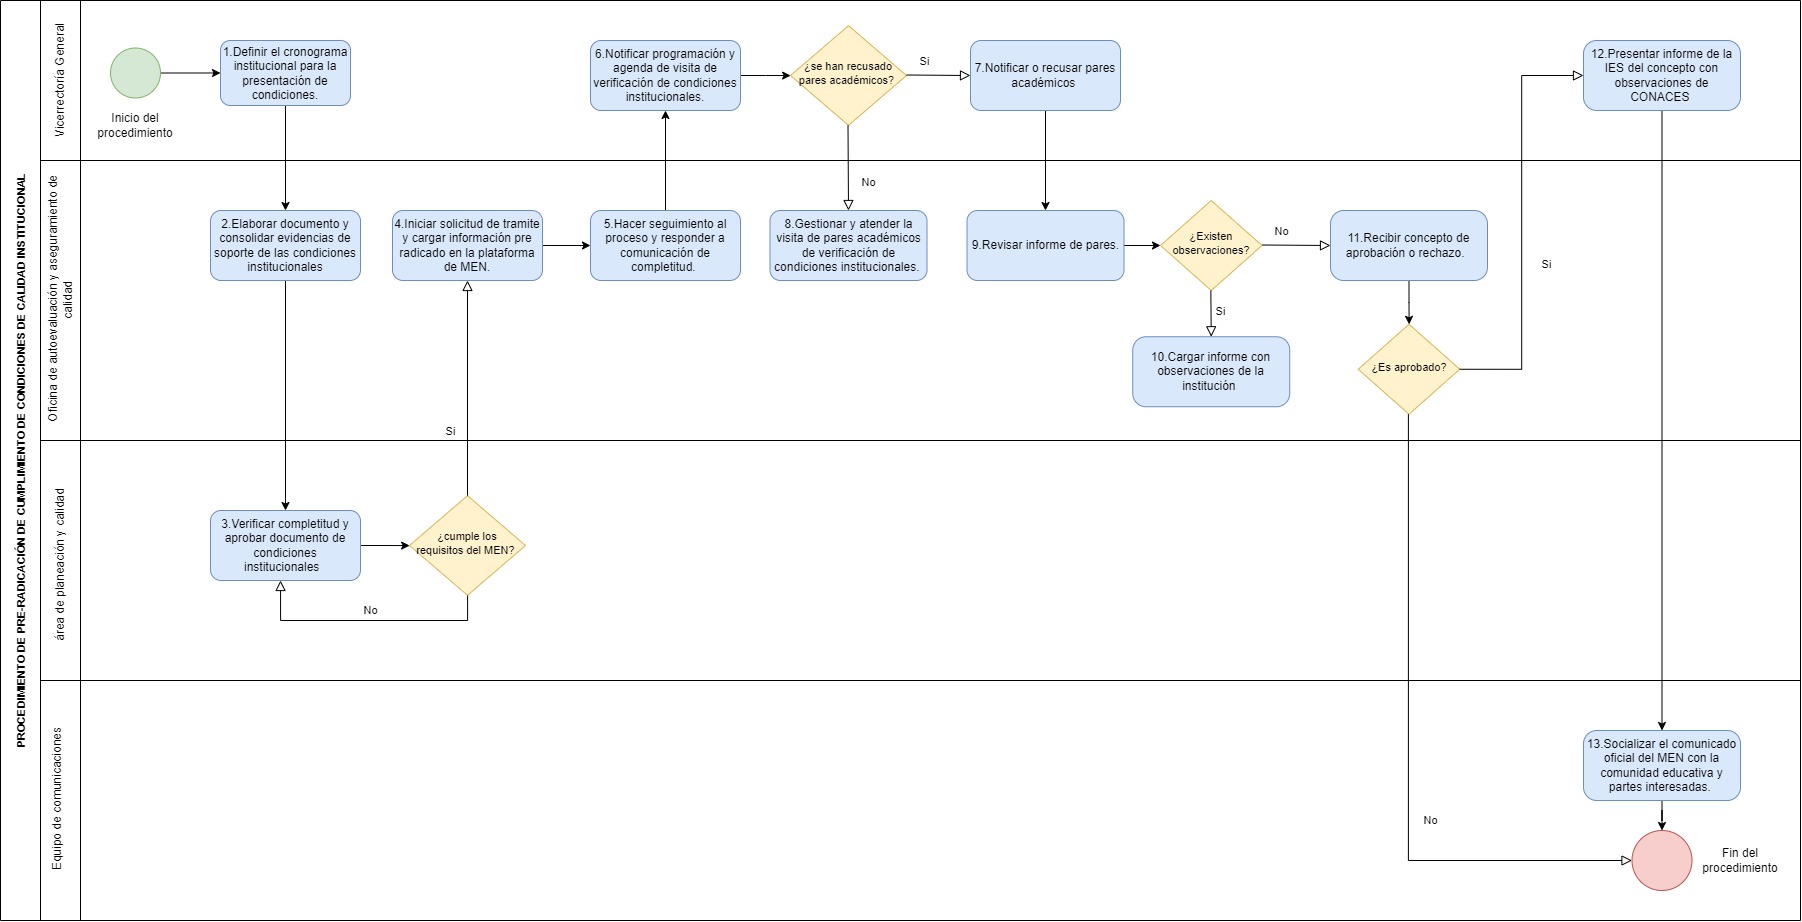 PROCEDIMIENTO DE PRE-RADICACIÓN DE CUMPLIMIENTO DE CONDICIONES DE CALIDAD INSTITUCIONAL
Vicerrectoría General
Inicio del
procedimiento
1.Definir el cronograma
institucional para la
presentación de
condiciones.
6.Notificar programación y
agenda de visita de
verificación de condiciones
institucionales.
¿se han recusado
pares académicos?
Si
No
7.Notificar o recusar pares
académicos
12.Presentar informe de la
IES del concepto con
observaciones de
CONACES
Oficina de autoevaluación y aseguramiento de
calidad
2.Elaborar documento y
consolidar evidencias de
soporte de las condiciones
institucionales
4.Iniciar solicitud de tramite
y cargar información pre
radicado en la plataforma
de MEN.
5.Hacer seguimiento al
proceso y responder a
comunicación de
completitud.
8.Gestionar y atender la
visita de pares académicos
de verificación de
condiciones institucionales.
9.Revisar informe de pares.
¿Existen
observaciones?
No
Si
11.Recibir concepto de
aprobación o rechazo.
10.Cargar informe con
observaciones de la
institución
¿Es aprobado?
Si
Si
área de planeación y calidad
3.Verificar completitud y
aprobar documento de
condiciones
institucionales
¿cumple los
requisitos del MEN?
No
Equipo de comunicaciones
13.Socializar el comunicado
oficial del MEN con la
comunidad educativa y
partes interesadas.
No
Fin del
procedimiento